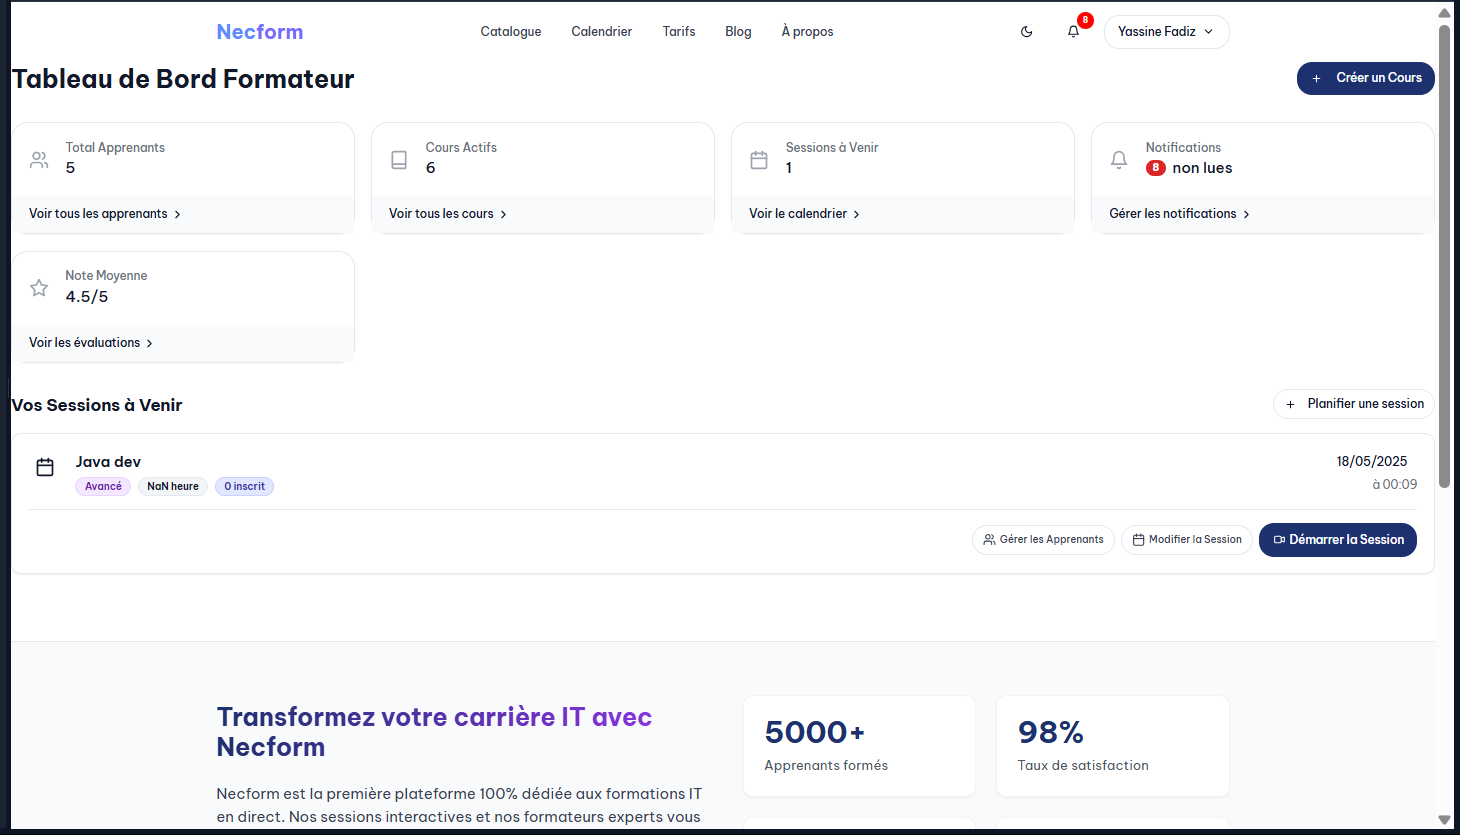 Necform
Catalogue
Calendrier
Tarifs
Blog
À propos
8
Yassine Fadiz
Tableau de Bord Formateur
Créer un Cours
Total Apprenants
5
Voir tous les apprenants
Cours Actifs
6
Voir tous les cours
Sessions à Venir
1
Voir le calendrier
Notifications
8 non lues
Gérer les notifications
Note Moyenne
4.5/5
Voir les évaluations
Vos Sessions à Venir
Planifier une session
Java dev
Avancé
NaN heure
0 inscrit
18/05/2025
à 00:09
Gérer les Apprenants
Modifier la Session
Démarrer la Session
Transformez votre carrière IT avec
Necform
Necform est la première plateforme 100% dédiée aux formations IT
en direct. Nos sessions interactives et nos formateurs experts vous
5000+
Apprenants formés
98%
Taux de satisfaction